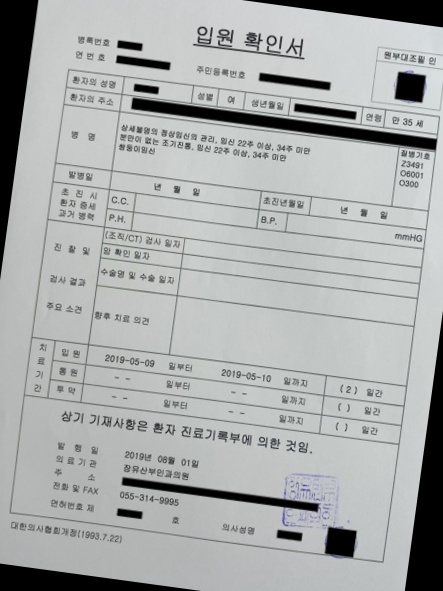 입원 확인서
병록번호
연 번 호
주민등록번호
원부대조필 인
환자의 성명 성별 여 생년월일 연령 만 35 세
환자의 주소
병 명
상세불명의 정상임신의 관리, 임신 22주 이상, 34주 미만
분만이 없는 조기진통, 임신 22주 이상, 34주 미만
쌍둥이임신
질병기호
Z3491
O6001
O300
발병일 년 월 일 초진년월일 년 월 일
초 진 시
환자 증세
과거 병력
C.C.
P.H. B.P. mmHg
진 찰 및
검사 결과
주요 소견
(조직/CT) 검사 일자
암 확인 일자
수술명 및 수술 일자
향후 치료 의견
치료기간
입 원 2019-05-09 일부터 2019-05-10 일까지 ( 2 ) 일간
통 원 - - 일부터 - - 일까지 ( ) 일간
투 약 - - 일부터 - - 일까지 ( ) 일간
상기 기재사항은 환자 진료기록부에 의한 것임.
발 행 일 2019년 08월 01일
의 료 기 관 장유산부인과의원
주 소
전화 및 FAX 055-314-9995
면허번호 제 호 의사성명
대한의사협회개정(1993.7.22)